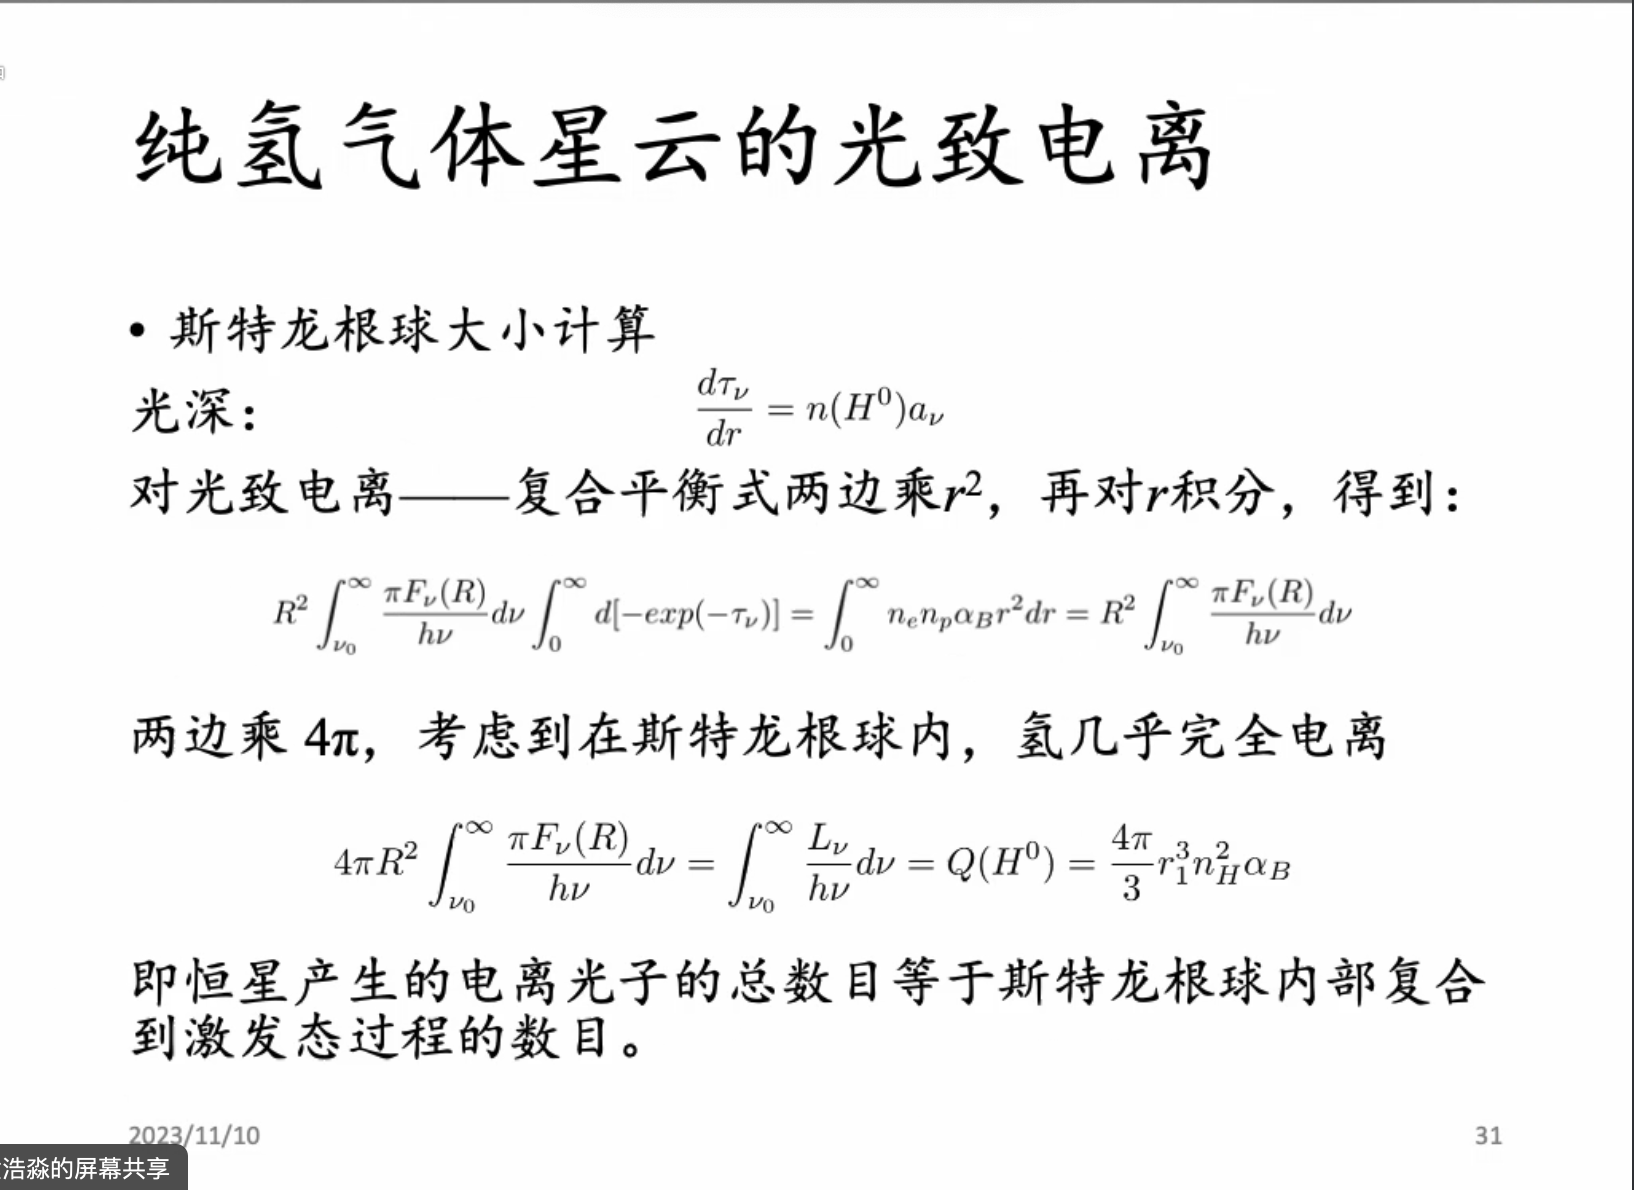 纯氢气体星云的光致电离
• 斯特龙根球大小计算
光深: $\frac{d\tau_\nu}{dr} = n(H^0)a_\nu$
对光致电离——复合平衡式两边乘r²，再对r积分，得到:
$R^2 \int_{\nu_0}^{\infty} \frac{\pi F_\nu(R)}{h\nu} d\nu \int_0^{\infty} d[-exp(-\tau_\nu)] = \int_0^{\infty} n_e n_p \alpha_B r^2 dr = R^2 \int_{\nu_0}^{\infty} \frac{\pi F_\nu(R)}{h\nu} d\nu$
两边乘 4π，考虑到在斯特龙根球内，氢几乎完全电离
$4\pi R^2 \int_{\nu_0}^{\infty} \frac{\pi F_\nu(R)}{h\nu} d\nu = \int_{\nu_0}^{\infty} \frac{L_\nu}{h\nu} d\nu = Q(H^0) = \frac{4\pi}{3} r_1^3 n_H^2 \alpha_B$
即恒星产生的电离光子的总数目等于斯特龙根球内部复合
到激发态过程的数目。
2023/11/10
31
浩淼的屏幕共享